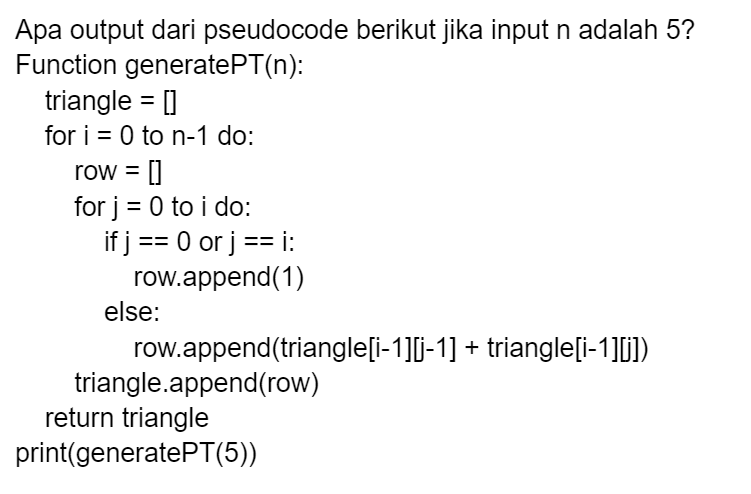 Apa output dari pseudocode berikut jika input n adalah 5?
Function generatePT(n):
triangle = []
for i = 0 to n-1 do:
row = []
for j = 0 to i do:
if j == 0 or j == i:
row.append(1)
else:
row.append(triangle[i-1][j-1] + triangle[i-1][j])
triangle.append(row)
return triangle
print(generatePT(5))